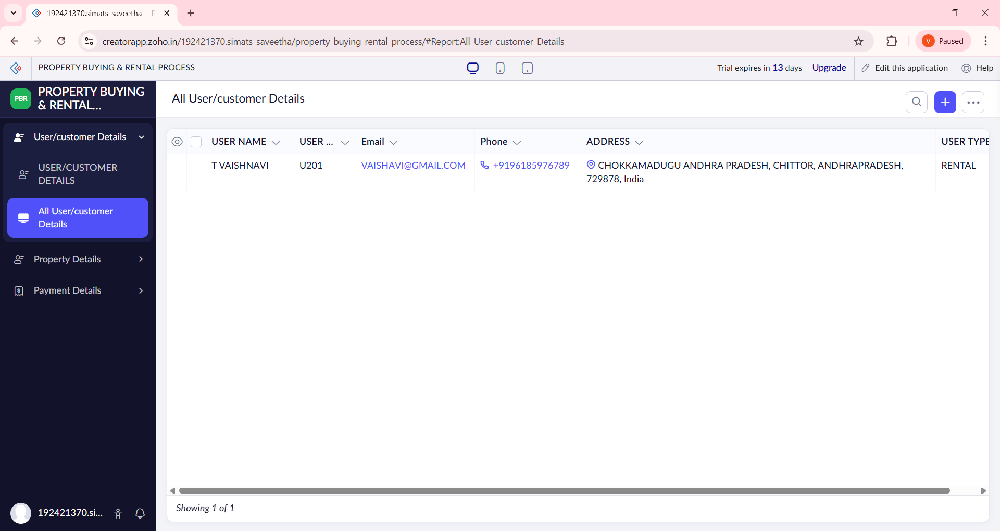 192421370.simats_saveetha - P
creatorapp.zoho.in/192421370.simats_saveetha/property-buying-rental-process/#Report:All_User_customer_Details
V Paused
PROPERTY BUYING & RENTAL PROCESS
Trial expires in 13 days Upgrade
Edit this application
Help
PBR
PROPERTY BUYING
& RENTAL...
User/customer Details
USER/CUSTOMER
DETAILS
All User/customer
Details
Property Details
Payment Details
192421370.si...
All User/customer Details
USER NAME USER ... Email Phone ADDRESS USER TYPE
T VAISHNAVI U201 VAISHAVI@GMAIL.COM +9196185976789 CHOKKAMADUGU ANDHRA PRADESH, CHITTOR, ANDHRAPRADESH, RENTAL
729878, India
Showing 1 of 1